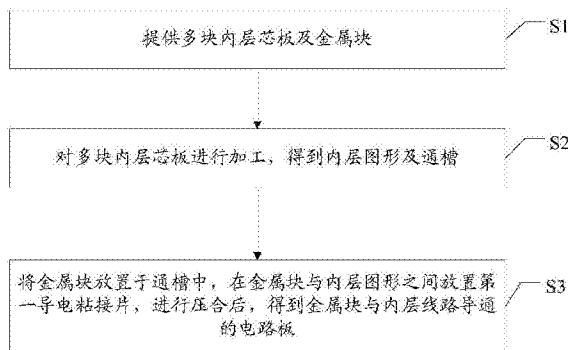 提供多块内层芯板及金属块
S1
对多块内层芯板进行加工，得到内层图形及通槽
S2
将金属块放置于通槽中，在金属块与内层图形之间放置第
一导电粘接片，进行压合后，得到金属块与内层线路导通
的电路板
S3